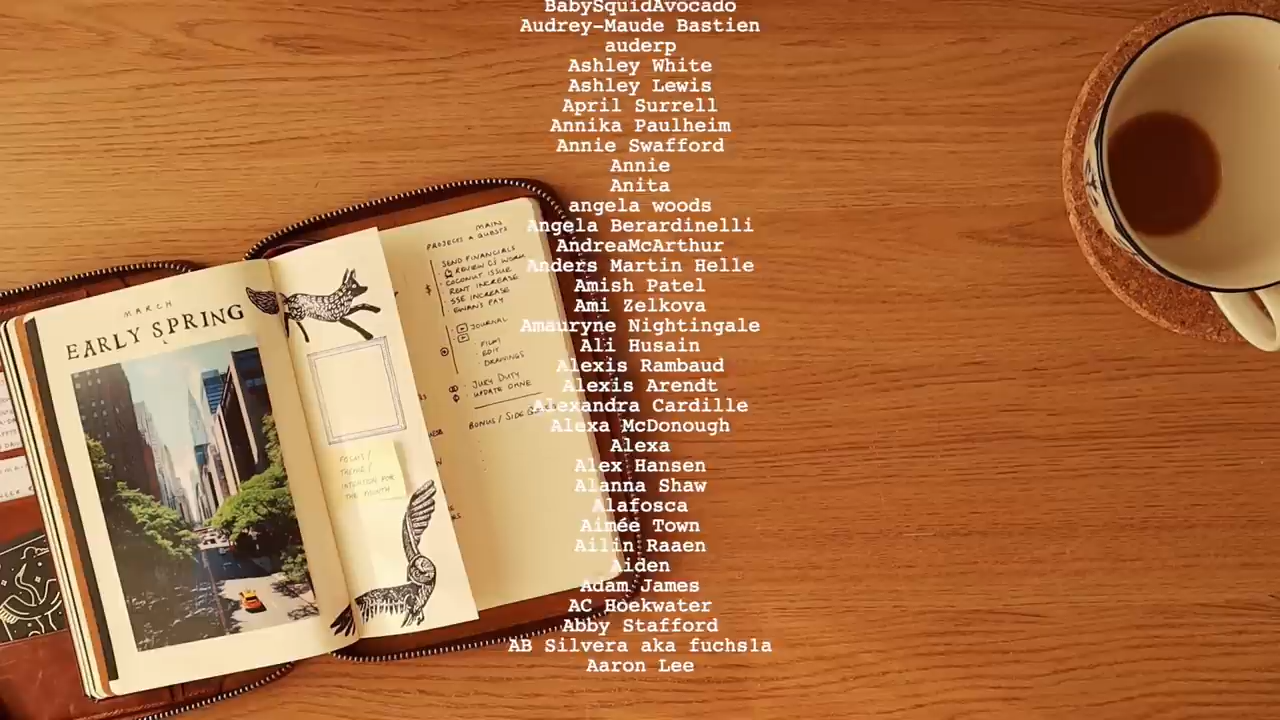 BabySquidAvocado
Audrey-Maude Bastien
auderp
Ashley White
Ashley Lewis
April Surrell
Annika Paulheim
Annie Swafford
Annie
Anita
angela woods
Angela Berardinelli
AndreaMcArthur
Anders Martin Helle
Amish Patel
Ami Zelkova
Amauryne Nightingale
Ali Husain
Alexis Rambaud
Alexis Arendt
Alexandra Cardille
Alexa McDonough
Alexa
Alex Hansen
Alanna Shaw
Alafosca
Aimée Town
Ailin Raaen
Aiden
Adam James
AC Hoekwater
Abby Stafford
AB Silvera aka fuchsla
Aaron Lee
MARCH
EARLY SPRING
FOCUS/
THEME/
INTENTION FOR
THE MONTH
MAIN
PROJECTS & QUESTS
SEND FINANCIALS
REVIEW CJ WORK
COCONUT ISSUE
RENT INCREASE
SSE INCREASE
EWAN'S PAY
$
JOURNAL
- FILM
- EDIT
- DRAWINGS
- JURY DUTY
- UPDATE OMNE
BONUS / SIDE